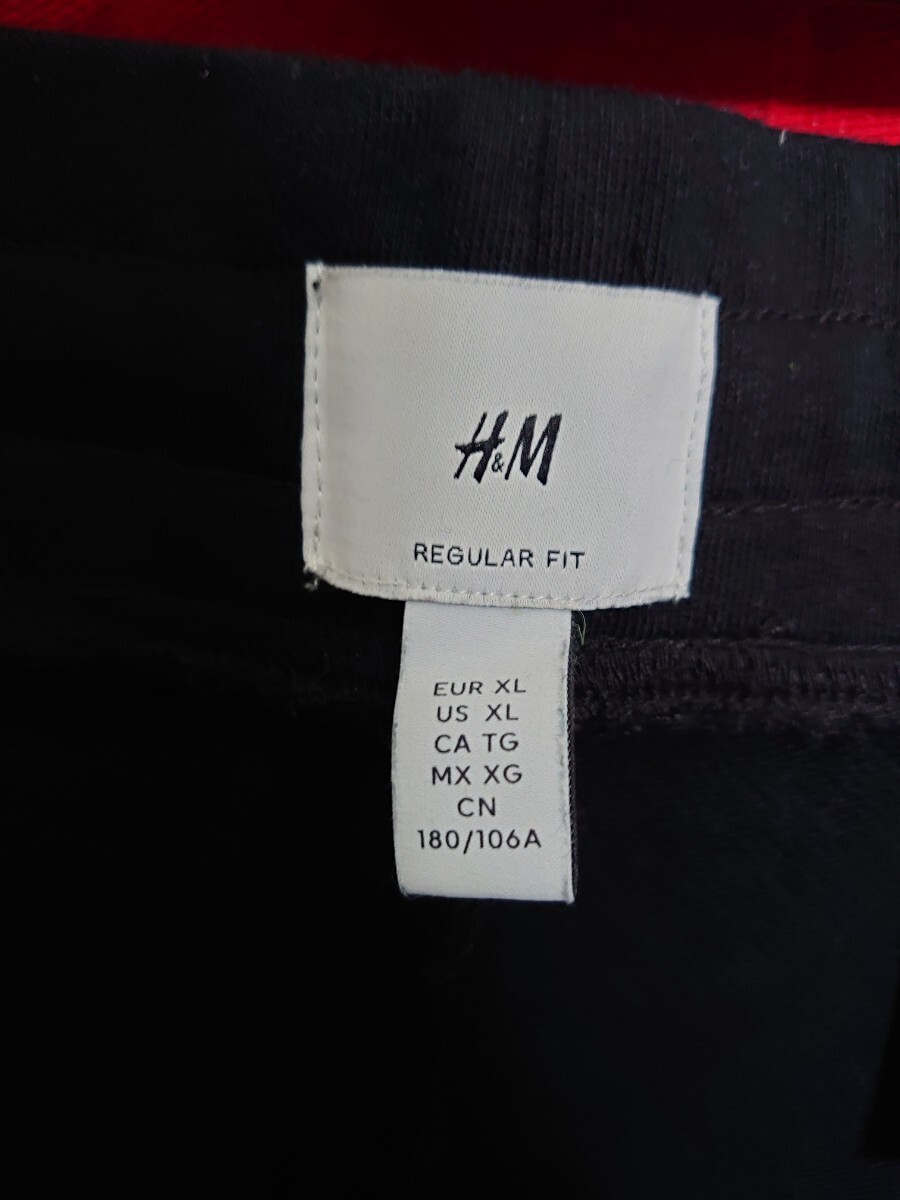 H&M
REGULAR FIT
EUR XL
US XL
CA TG
MX XG
CN
180/106A